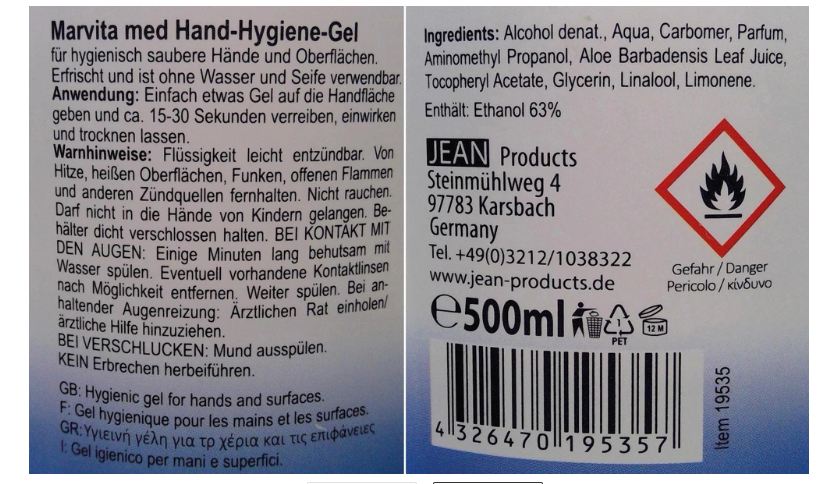 Marvita med Hand-Hygiene-Gel
für hygienisch saubere Hände und Oberflächen.
Erfrischt und ist ohne Wasser und Seife verwendbar.
Anwendung: Einfach etwas Gel auf die Handfläche
geben und ca. 15-30 Sekunden verreiben, einwirken
und trocknen lassen.
Warnhinweise: Flüssigkeit leicht entzündbar. Von
Hitze, heißen Oberflächen, Funken, offenen Flammen
und anderen Zündquellen fernhalten. Nicht rauchen.
Darf nicht in die Hände von Kindern gelangen. Be-
hälter dicht verschlossen halten. BEI KONTAKT MIT
DEN AUGEN: Einige Minuten lang behutsam mit
Wasser spülen. Eventuell vorhandene Kontaktlinsen
nach Möglichkeit entfernen. Weiter spülen. Bei an-
haltender Augenreizung: Ärztlichen Rat einholen/
ärztliche Hilfe hinzuziehen.
BEI VERSCHLUCKEN: Mund ausspülen.
KEIN Erbrechen herbeiführen.
GB: Hygienic gel for hands and surfaces.
F: Gel hygienique pour les mains et les surfaces.
GR: Υγιεινή γέλη για τρ χέρια και τις επιφάνειες
I: Gel igienico per mani e superfici.
Ingredients: Alcohol denat., Aqua, Carbomer, Parfum,
Aminomethyl Propanol, Aloe Barbadensis Leaf Juice,
Tocopheryl Acetate, Glycerin, Linalool, Limonene.
Enthält: Ethanol 63%
JEAN Products
Steinmühlweg 4
97783 Karsbach
Germany
Tel. +49(0)3212/1038322
www.jean-products.de
Gefahr / Danger
Pericolo / κίνδυνο
℮500ml
1
PET
12 M
4 326470 195357
Item 19535